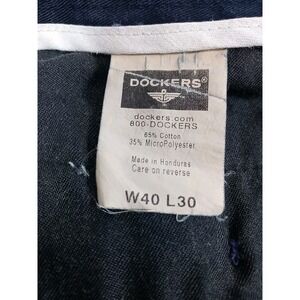 DOCKERS®
dockers.com
800-DOCKERS
65% Cotton
35% MicroPolyester
Made in Honduras
Care on reverse
W40 L30